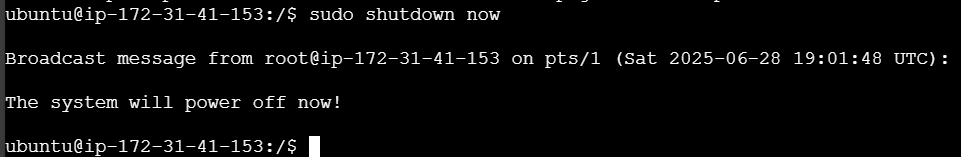 ubuntu@ip-172-31-41-153:/$ sudo shutdown now
Broadcast message from root@ip-172-31-41-153 on pts/1 (Sat 2025-06-28 19:01:48 UTC):
The system will power off now!
ubuntu@ip-172-31-41-153:/$